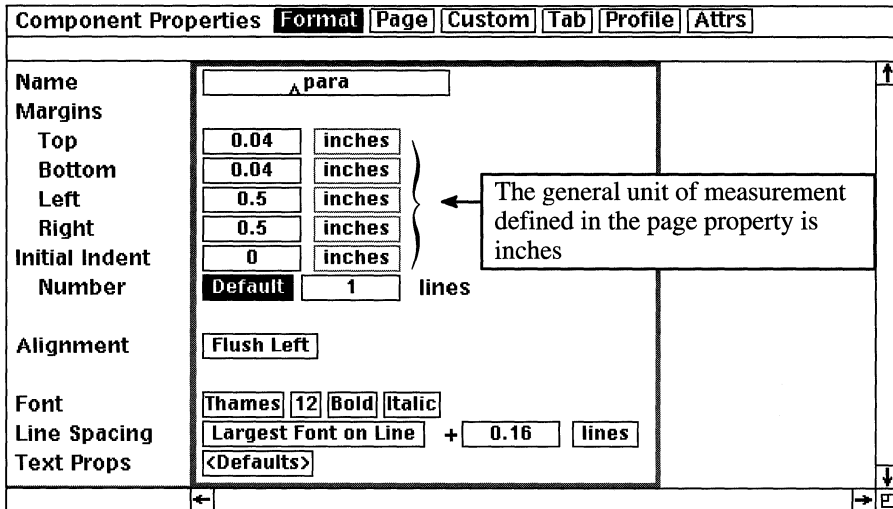 Component Properties Format Page Custom Tab Profile Attrs
Name ^para
Margins
Top 0.04 inches
Bottom 0.04 inches
Left 0.5 inches
Right 0.5 inches
Initial Indent 0 inches
Number Default 1 lines
The general unit of measurement
defined in the page property is
inches
Alignment Flush Left
Font Thames 12 Bold Italic
Line Spacing Largest Font on Line + 0.16 lines
Text Props <Defaults>